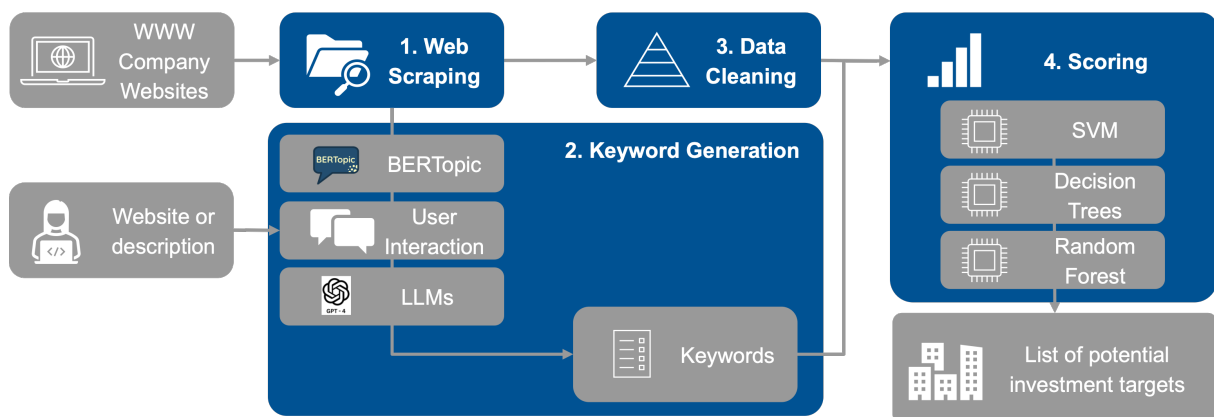 WWW
Company
Websites
1. Web
Scraping
3. Data
Cleaning
4. Scoring
SVM
Decision
Trees
Random
Forest
2. Keyword Generation
BERTopic
BERTopic
Website or
description
</>
User
Interaction
GPT-4
LLMs
Keywords
List of potential
investment targets